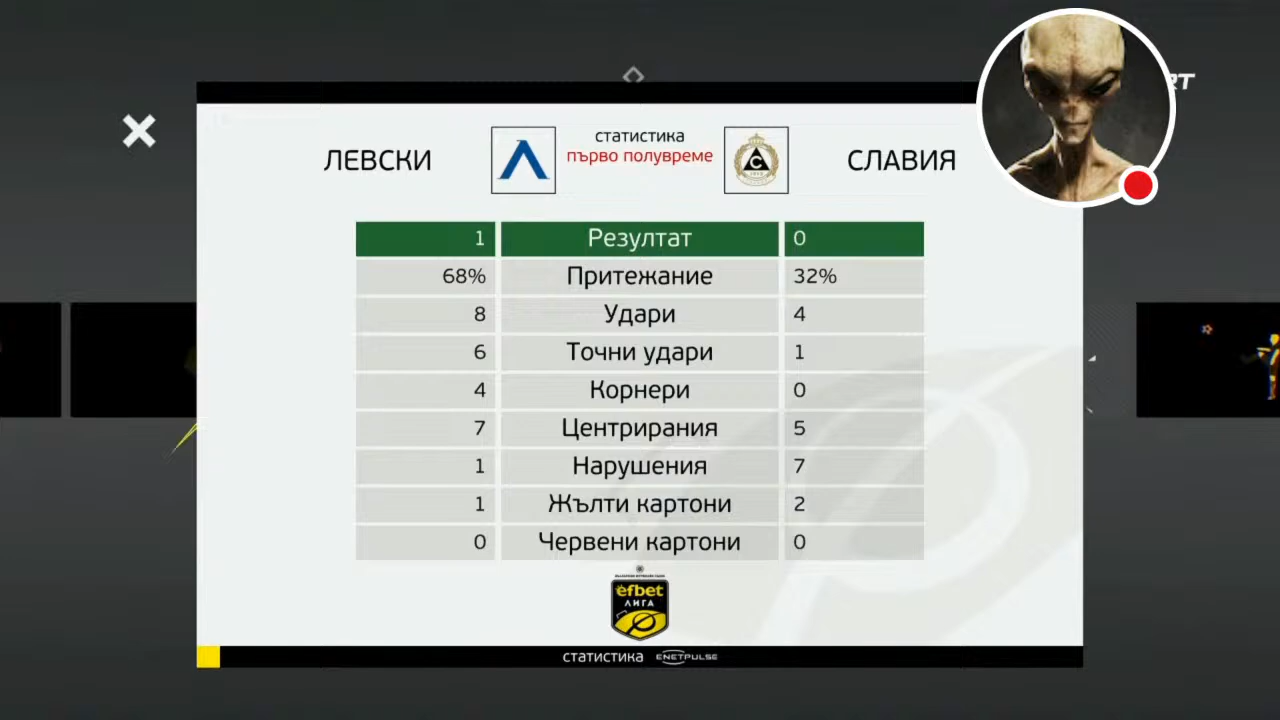 RT
ЛЕВСКИ
статистика
първо полувреме
СЛАВИЯ
1 Резултат 0
68% Притежание 32%
8 Удари 4
6 Точни удари 1
4 Корнери 0
7 Центрирания 5
1 Нарушения 7
1 Жълти картони 2
0 Червени картони 0
efbet
ЛИГА
статистика ENETPULSE